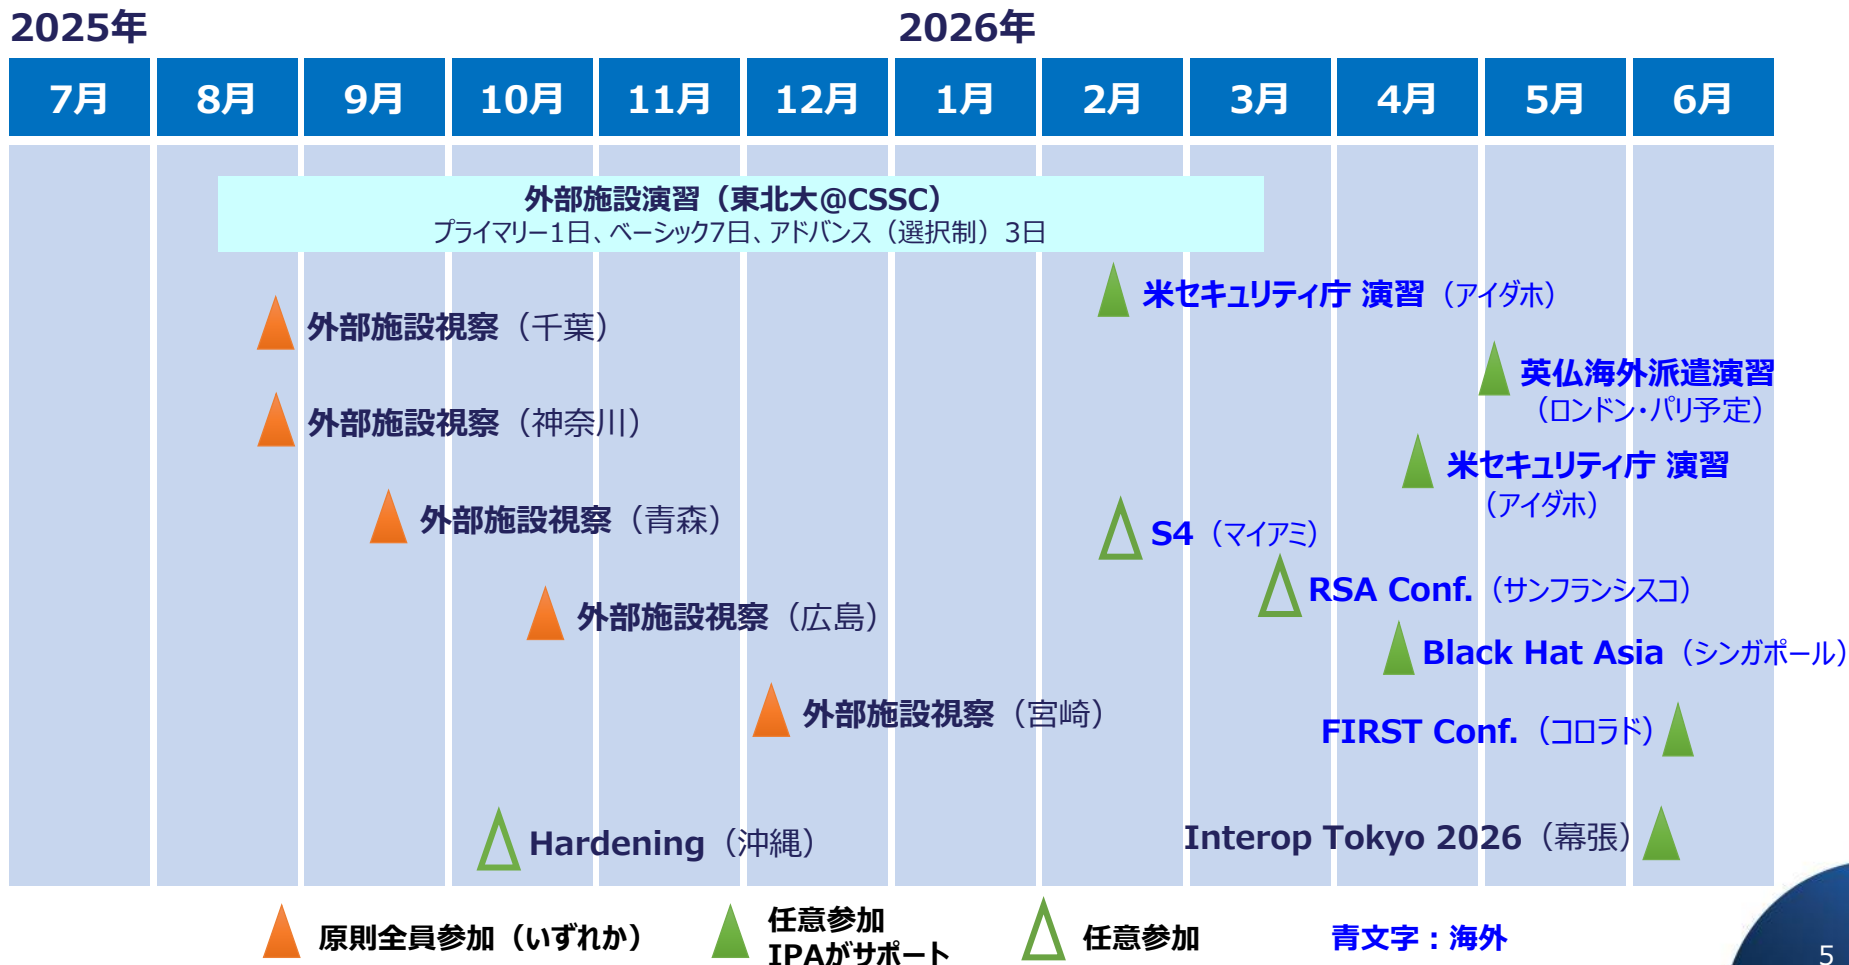 2025年
2026年
7月
8月
9月
10月
11月
12月
1月
2月
3月
4月
5月
6月
外部施設演習（東北大@CSSC）
プライマリー1日、ベーシック7日、アドバンス（選択制）3日
米セキュリティ庁 演習（アイダホ）
外部施設視察（千葉）
英仏海外派遣演習
（ロンドン・パリ予定）
外部施設視察（神奈川）
米セキュリティ庁 演習
（アイダホ）
外部施設視察（青森）
S4（マイアミ）
RSA Conf.（サンフランシスコ）
外部施設視察（広島）
Black Hat Asia（シンガポール）
外部施設視察（宮崎）
FIRST Conf.（コロラド）
Hardening（沖縄）
Interop Tokyo 2026（幕張）
原則全員参加（いずれか）
任意参加
IPAがサポート
任意参加
青文字：海外
5